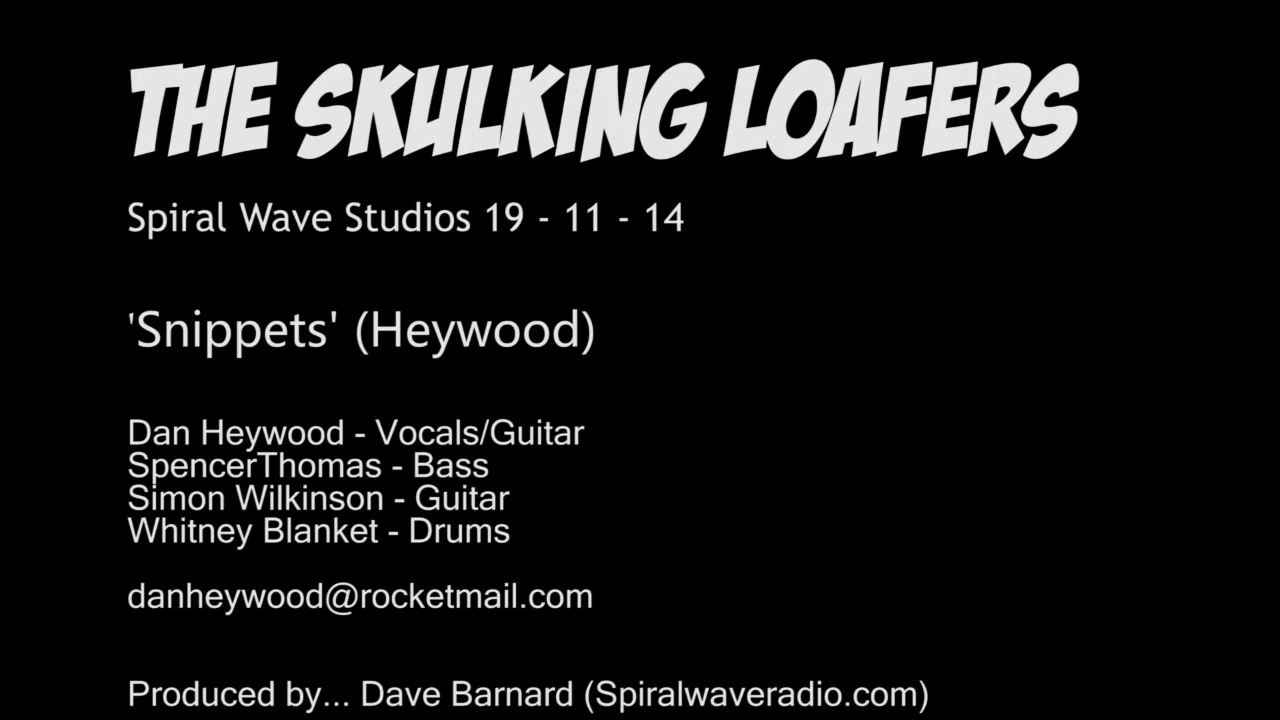 THE SKULKING LOAFERS
Spiral Wave Studios 19 - 11 - 14
'Snippets' (Heywood)
Dan Heywood - Vocals/Guitar
SpencerThomas - Bass
Simon Wilkinson - Guitar
Whitney Blanket - Drums
danheywood@rocketmail.com
Produced by... Dave Barnard (Spiralwaveradio.com)